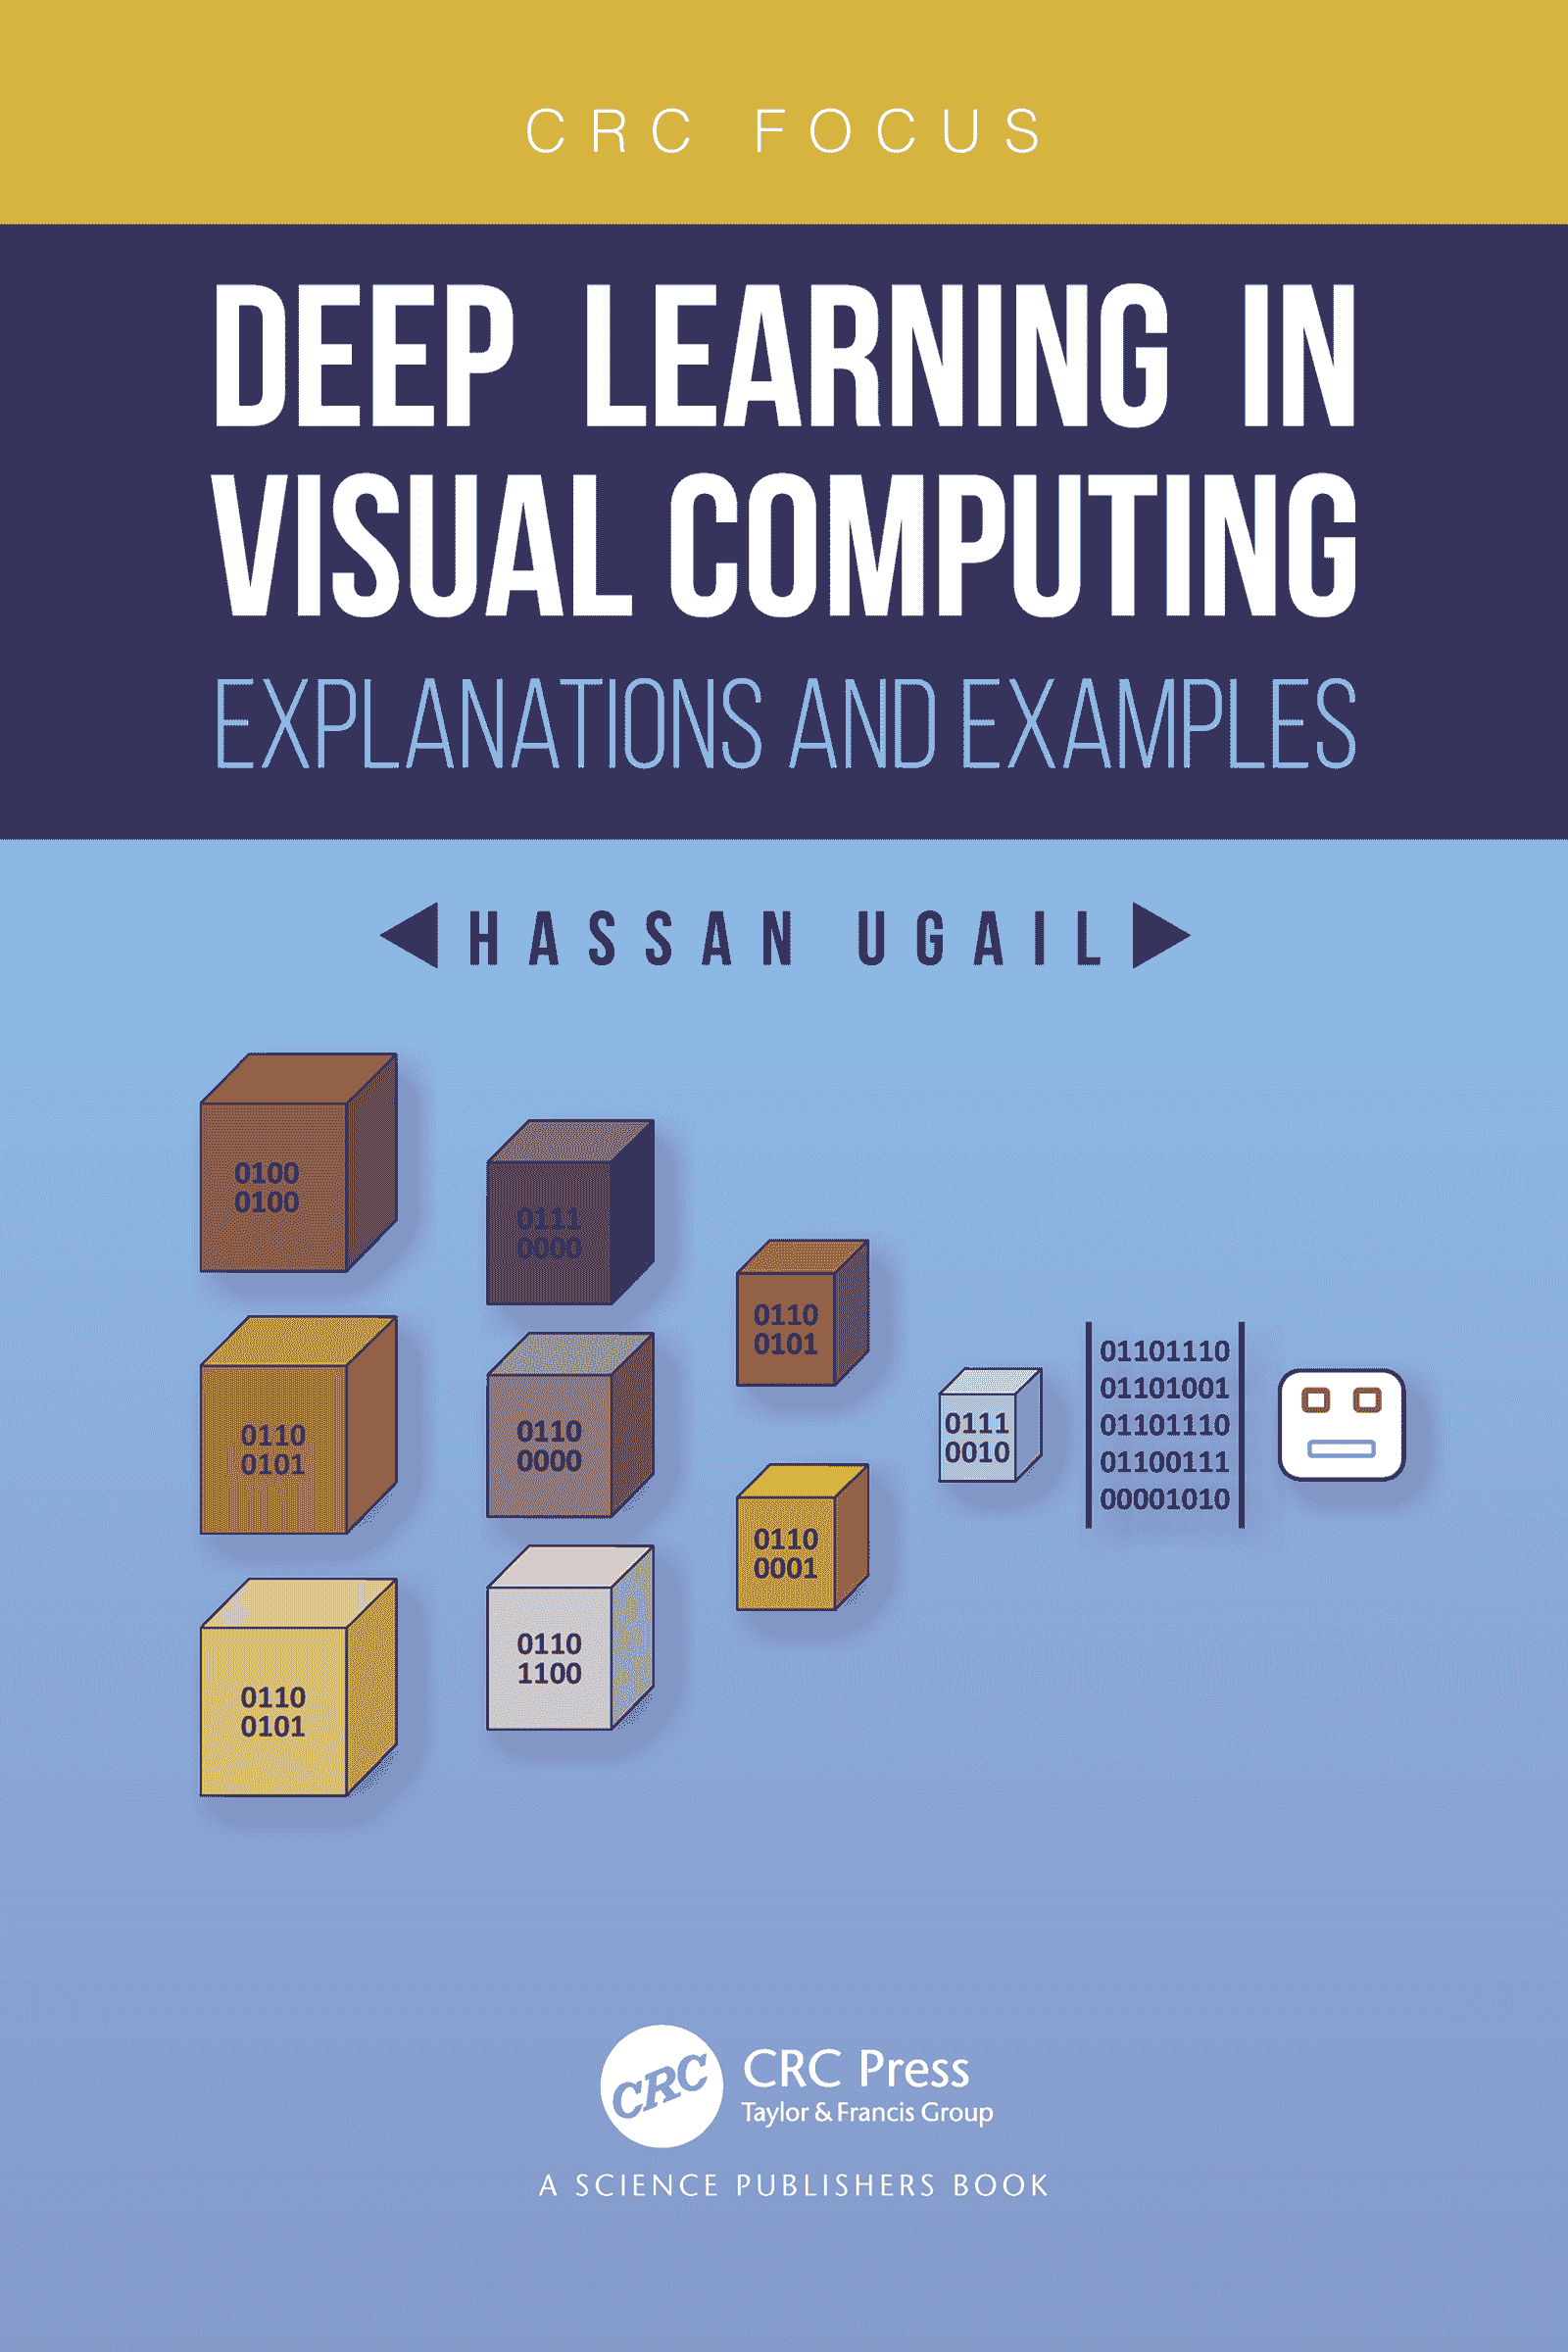 CRC FOCUS
DEEP LEARNING IN
VISUAL COMPUTING
EXPLANATIONS AND EXAMPLES
HASSAN UGAIL
0100
0100
0110
0101
0110
0101
0111
0000
0110
0000
0110
1100
0110
0101
0110
0001
0111
0010
01101110
01101001
01101110
01100111
00001010
CRC
CRC Press
Taylor & Francis Group
A SCIENCE PUBLISHERS BOOK